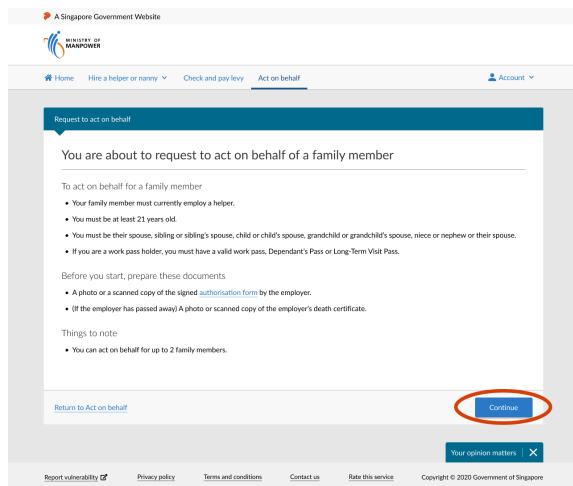 A Singapore Government Website
MINISTRY OF
MANPOWER
Home Hire a helper or nanny Check and pay levy Act on behalf Account
Request to act on behalf
You are about to request to act on behalf of a family member
To act on behalf for a family member
• Your family member must currently employ a helper.
• You must be at least 21 years old.
• You must be their spouse, sibling or sibling's spouse, child or child's spouse, grandchild or grandchild's spouse, niece or nephew or their spouse.
• If you are a work pass holder, you must have a valid work pass, Dependant's Pass or Long-Term Visit Pass.
Before you start, prepare these documents
• A photo or a scanned copy of the signed authorisation form by the employer.
• (If the employer has passed away) A photo or scanned copy of the employer's death certificate.
Things to note
• You can act on behalf for up to 2 family members.
Return to Act on behalf Continue
Your opinion matters
Report vulnerability Privacy policy Terms and conditions Contact us Rate this service Copyright © 2020 Government of Singapore